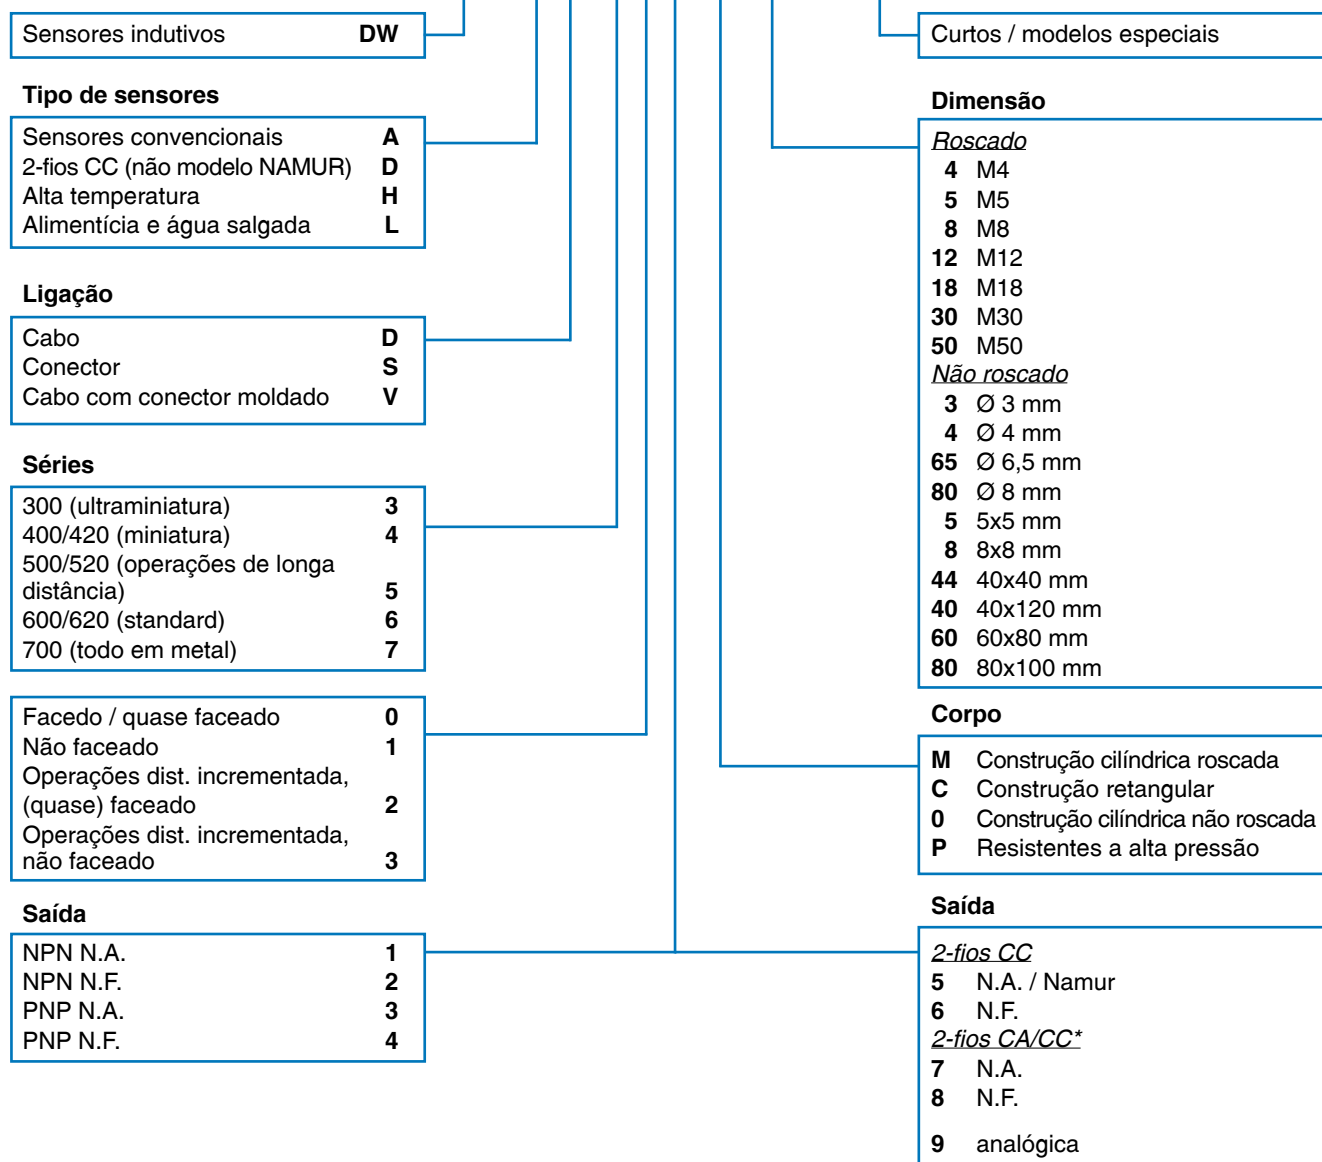 Sensores indutivos DW
Tipo de sensores
Sensores convencionais A
2-fios CC (não modelo NAMUR) D
Alta temperatura H
Alimentícia e água salgada L
Ligação
Cabo D
Conector S
Cabo com conector moldado V
Séries
300 (ultraminiatura) 3
400/420 (miniatura) 4
500/520 (operações de longa
distância) 5
600/620 (standard) 6
700 (todo em metal) 7
Facedo / quase faceado 0
Não faceado 1
Operações dist. incrementada,
(quase) faceado 2
Operações dist. incrementada,
não faceado 3
Saída
NPN N.A. 1
NPN N.F. 2
PNP N.A. 3
PNP N.F. 4
Curtos / modelos especiais
Dimensão
Roscado
4 M4
5 M5
8 M8
12 M12
18 M18
30 M30
50 M50
Não roscado
3 Ø 3 mm
4 Ø 4 mm
65 Ø 6,5 mm
80 Ø 8 mm
5 5x5 mm
8 8x8 mm
44 40x40 mm
40 40x120 mm
60 60x80 mm
80 80x100 mm
Corpo
M Construção cilíndrica roscada
C Construção retangular
0 Construção cilíndrica não roscada
P Resistentes a alta pressão
Saída
2-fios CC
5 N.A. / Namur
6 N.F.
2-fios CA/CC*
7 N.A.
8 N.F.
9 analógica